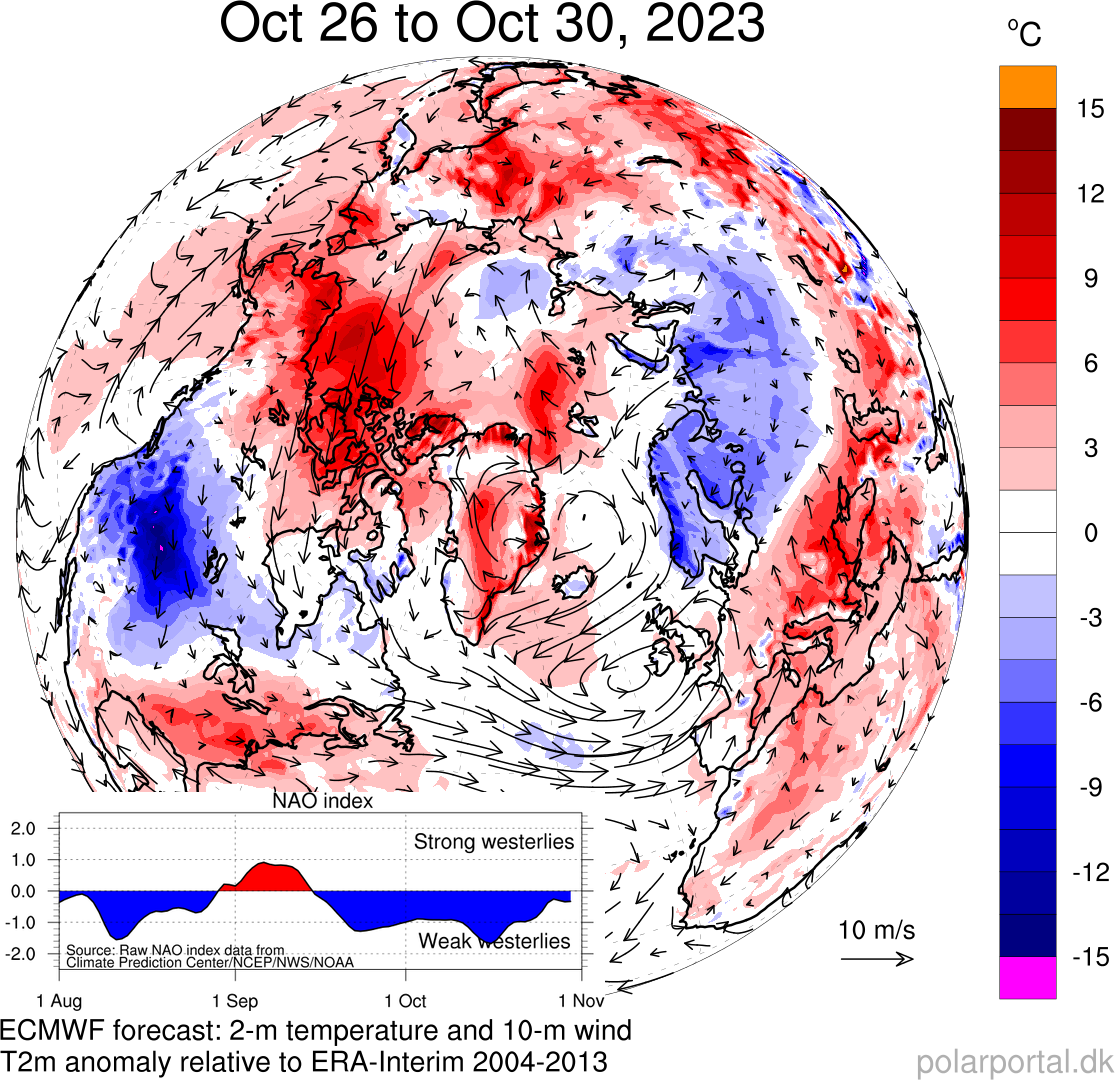 Oct 26 to Oct 30, 2023
°C
15
12
9
6
3
0
-3
-6
-9
-12
-15
10 m/s
NAO index
Strong westerlies
Weak westerlies
2.0
1.0
0.0
-1.0
-2.0
Source: Raw NAO index data from
Climate Prediction Center/NCEP/NWS/NOAA
1 Aug 1 Sep 1 Oct 1 Nov
ECMWF forecast: 2-m temperature and 10-m wind
T2m anomaly relative to ERA-Interim 2004-2013
polarportal.dk